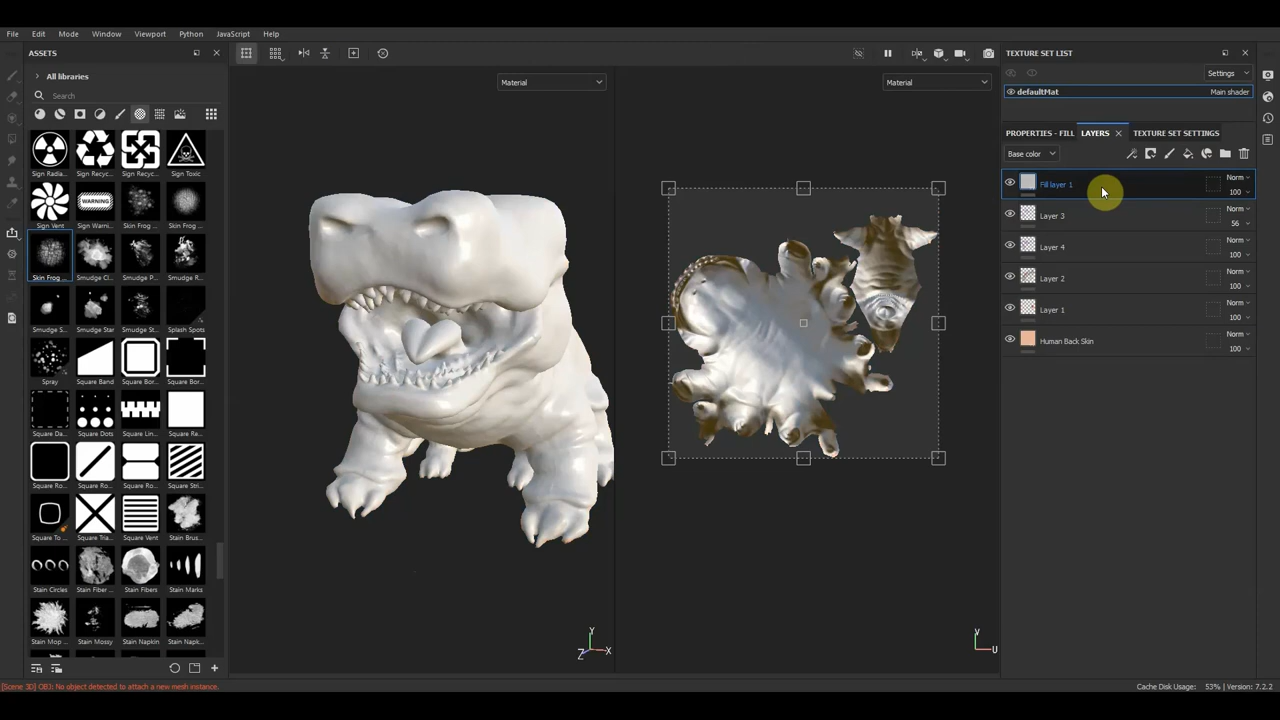 File Edit Mode Window Viewport Python JavaScript Help
ASSETS
All libraries
Search
Sign Radia... Sign Recyc... Sign Recyc... Sign Toxic
WARNING
Sign Vent Sign Warni... Skin Frog ... Skin Frog ...
Skin Frog ... Smudge Cl... Smudge P... Smudge R...
Smudge S... Smudge Star Smudge St... Splash Spots
Spray Square Band Square Bor... Square Bor...
Square Da... Square Dots Square Lin... Square Re...
Square Ro... Square Ro... Square Ro... Square Stri...
Square To ... Square Tria... Square Vent Stain Brus...
Stain Circles Stain Fiber ... Stain Fibers Stain Marks
Stain Mop ... Stain Mossy Stain Napkin Stain Napkin
Material
Y
Z X
Material
V
U
TEXTURE SET LIST
Settings
defaultMat Main shader
PROPERTIES - FILL LAYERS TEXTURE SET SETTINGS
Base color
Fill layer 1 Norm
100
Layer 3 Norm
56
Layer 4 Norm
100
Layer 2 Norm
100
Layer 1 Norm
100
Human Back Skin Norm
100
[Scene 3D] OBJ: No object detected to attach a new mesh instance.
Cache Disk Usage: 53% | Version: 7.2.2